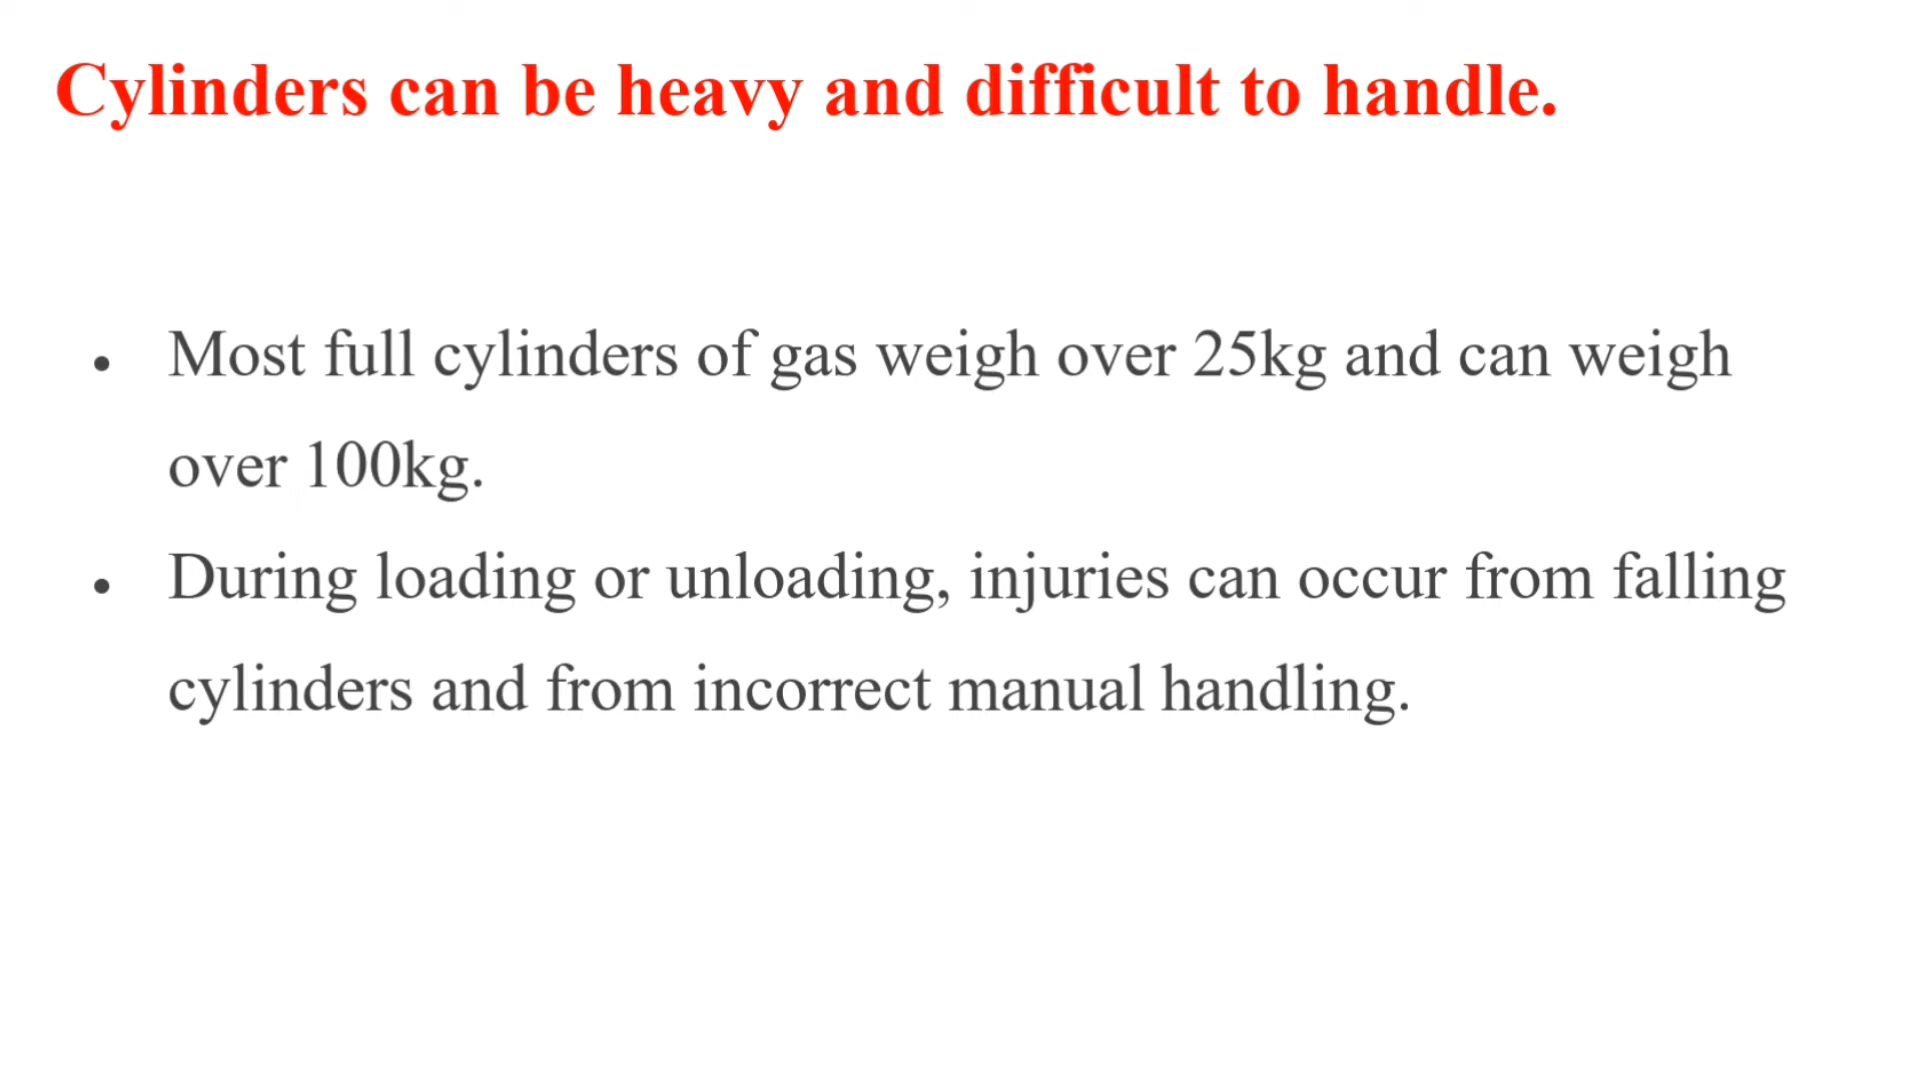 Cylinders can be heavy and difficult to handle.
• Most full cylinders of gas weigh over 25kg and can weigh
over 100kg.
• During loading or unloading, injuries can occur from falling
cylinders and from incorrect manual handling.